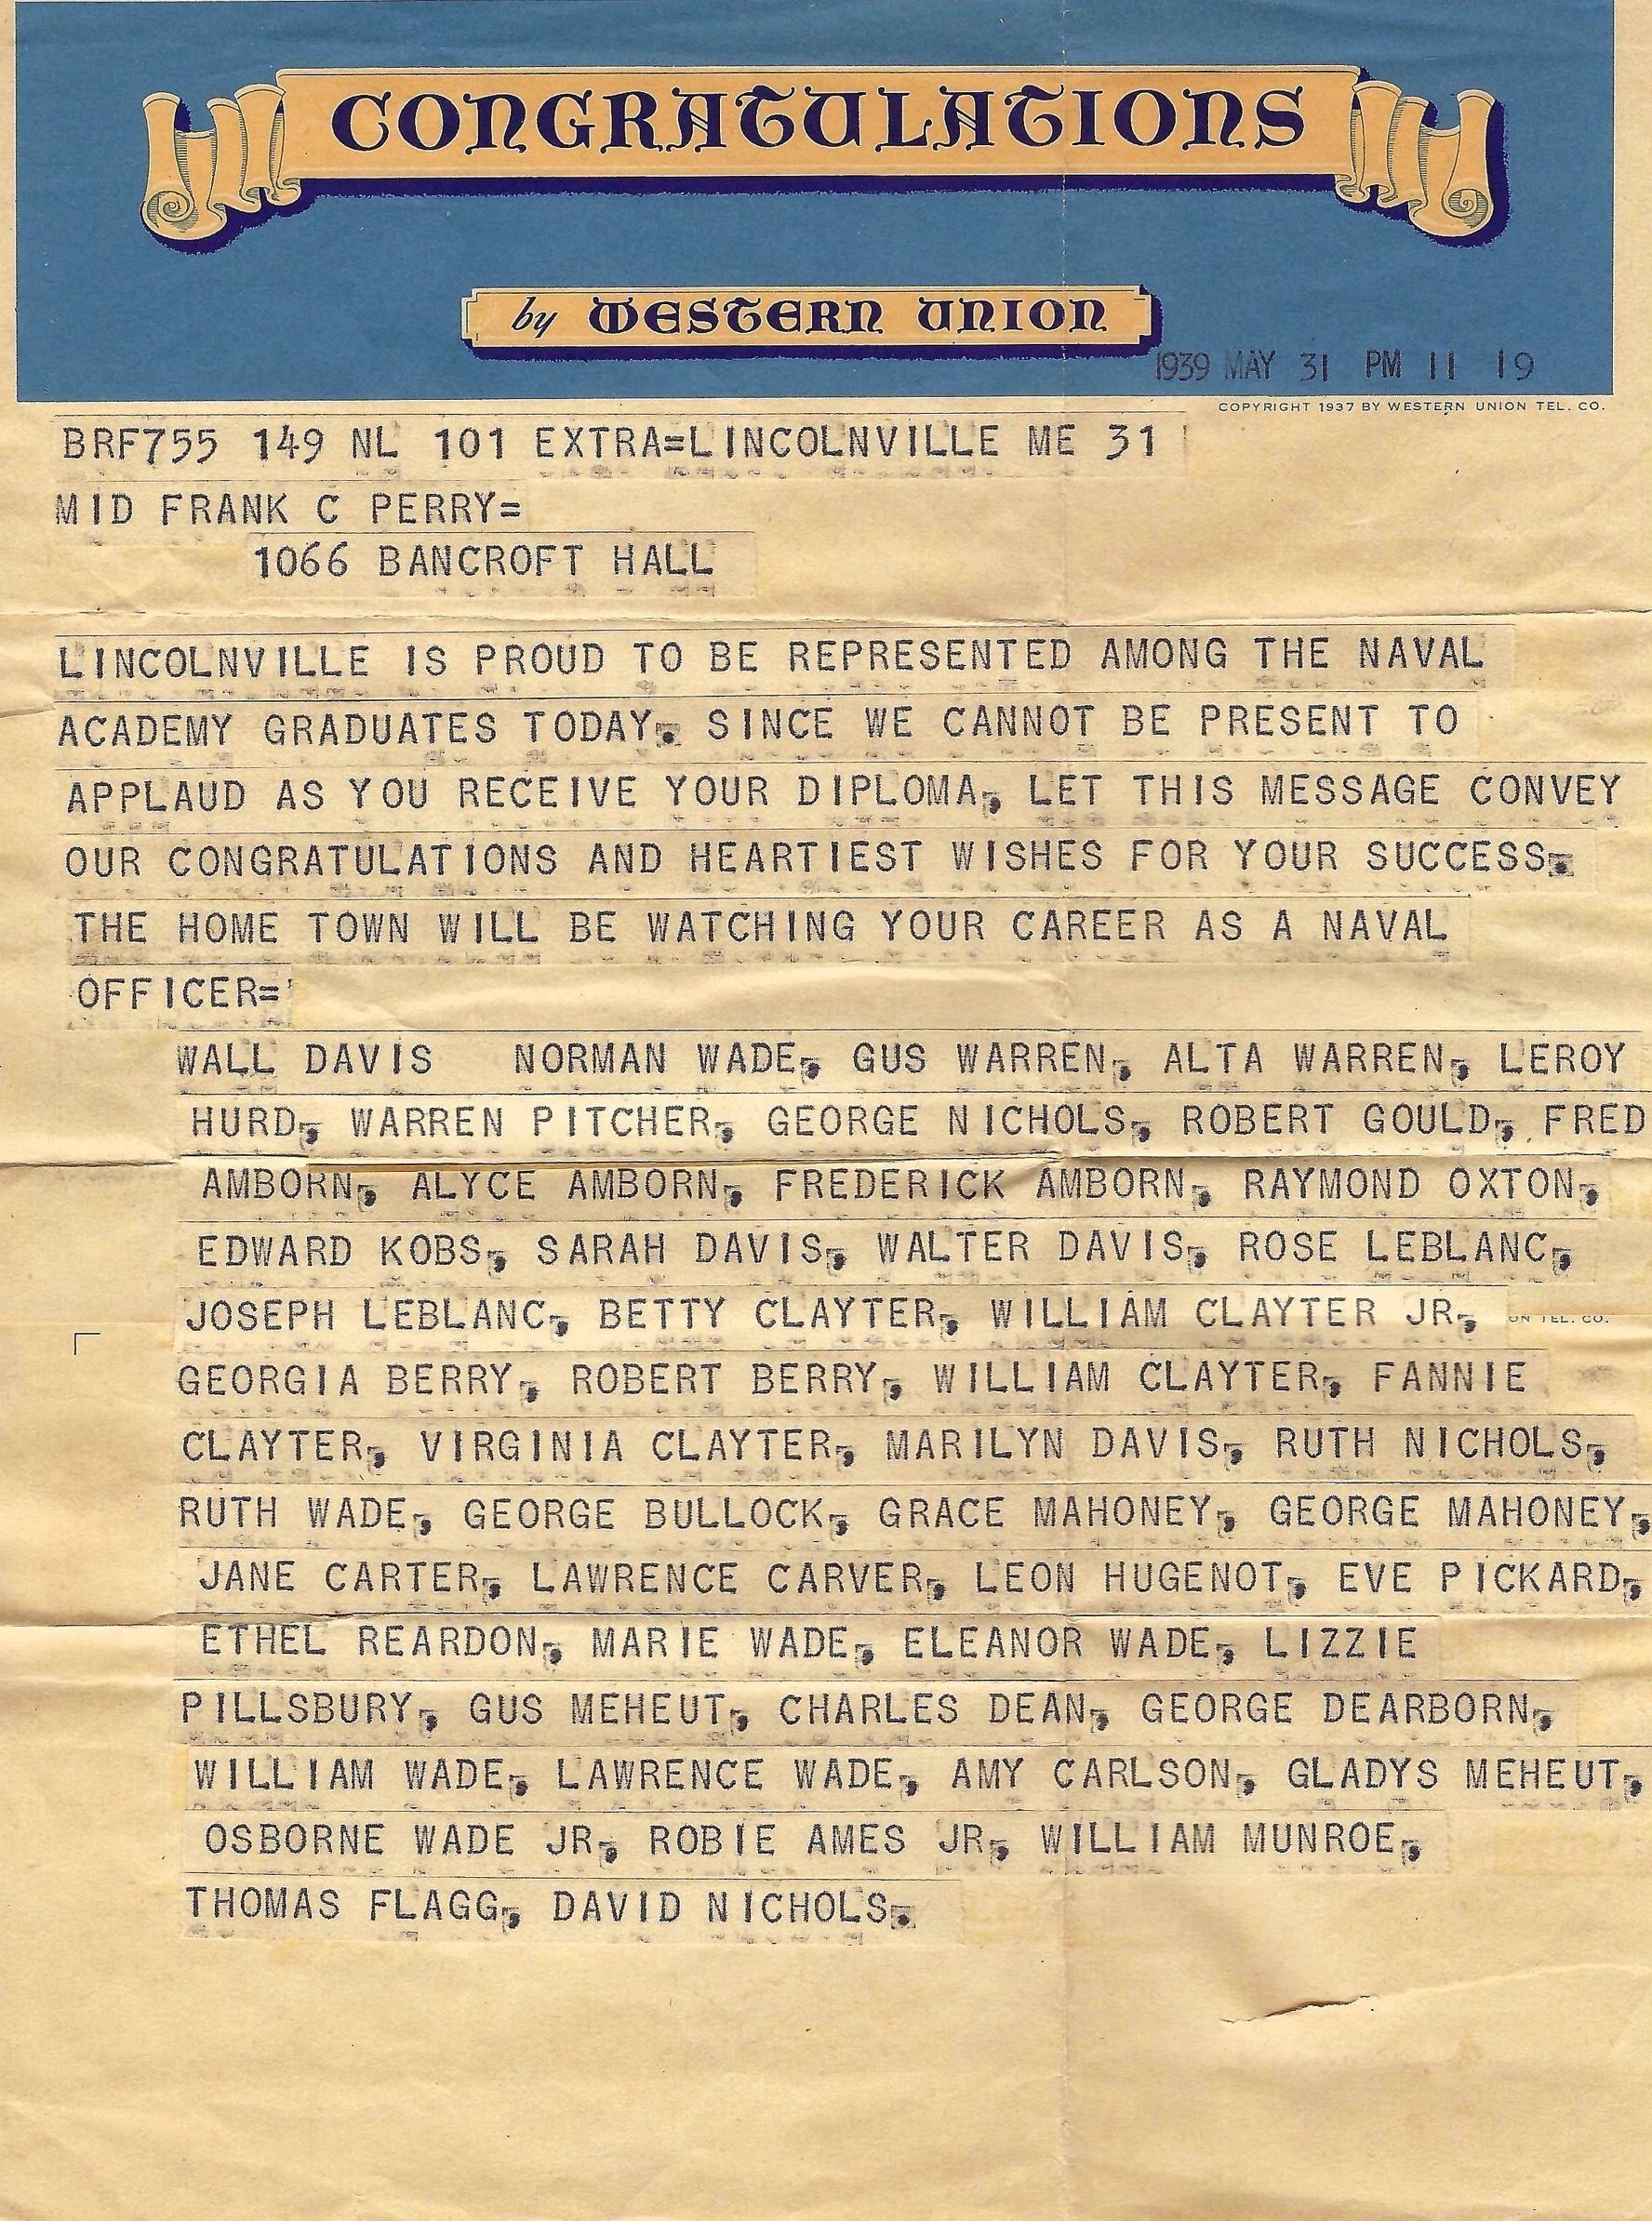 CONGRATULATIONS
by WESTERN UNION
1939 MAY 31 PM 11 19
COPYRIGHT 1937 BY WESTERN UNION TEL. CO.
BRF755 149 NL 101 EXTRA=LINCOLNVILLE ME 31
MID FRANK C PERRY=
1066 BANCROFT HALL
LINCOLNVILLE IS PROUD TO BE REPRESENTED AMONG THE NAVAL
ACADEMY GRADUATES TODAY. SINCE WE CANNOT BE PRESENT TO
APPLAUD AS YOU RECEIVE YOUR DIPLOMA, LET THIS MESSAGE CONVEY
OUR CONGRATULATIONS AND HEARTIEST WISHES FOR YOUR SUCCESS.
THE HOME TOWN WILL BE WATCHING YOUR CAREER AS A NAVAL
OFFICER=
WALL DAVIS NORMAN WADE, GUS WARREN, ALTA WARREN, LEROY
HURD, WARREN PITCHER, GEORGE NICHOLS, ROBERT GOULD, FRED
AMBORN, ALYCE AMBORN, FREDERICK AMBORN, RAYMOND OXTON,
EDWARD KOBS, SARAH DAVIS, WALTER DAVIS, ROSE LEBLANC,
JOSEPH LEBLANC, BETTY CLAYTER, WILLIAM CLAYTER JR, ON TEL. CO.
GEORGIA BERRY, ROBERT BERRY, WILLIAM CLAYTER, FANNIE
CLAYTER, VIRGINIA CLAYTER, MARILYN DAVIS, RUTH NICHOLS,
RUTH WADE, GEORGE BULLOCK, GRACE MAHONEY, GEORGE MAHONEY,
JANE CARTER, LAWRENCE CARVER, LEON HUGENOT, EVE PICKARD,
ETHEL REARDON, MARIE WADE, ELEANOR WADE, LIZZIE
PILLSBURY, GUS MEHEUT, CHARLES DEAN, GEORGE DEARBORN,
WILLIAM WADE, LAWRENCE WADE, AMY CARLSON, GLADYS MEHEUT,
OSBORNE WADE JR, ROBIE AMES JR, WILLIAM MUNROE,
THOMAS FLAGG, DAVID NICHOLS.